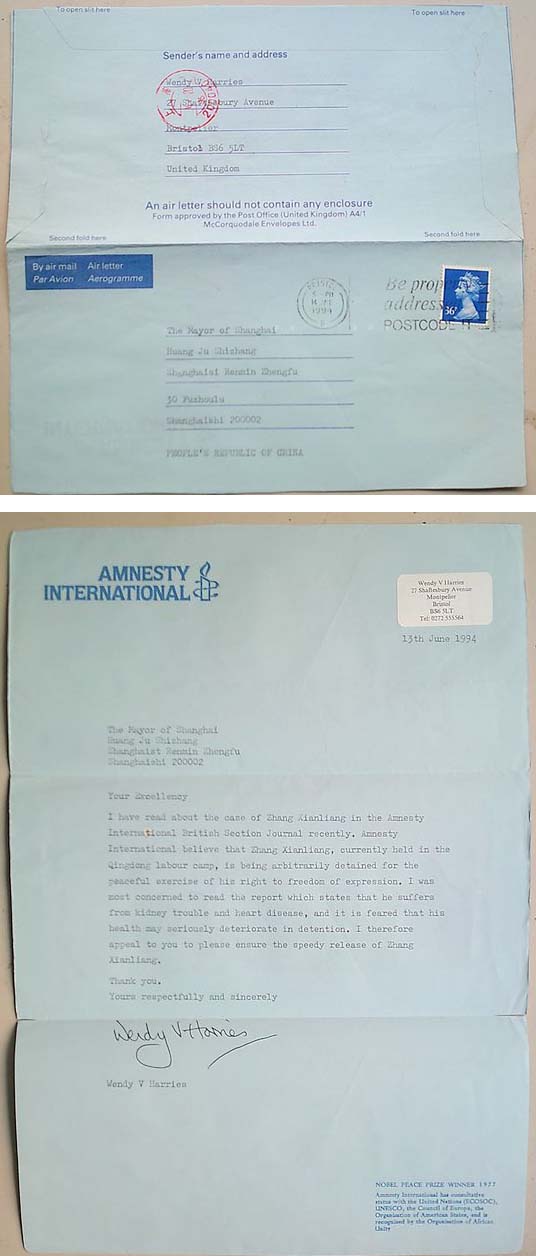 To open slit here
To open slit here
Sender's name and address
Wendy V Harries
27 Shaftesbury Avenue
Montpelier
Bristol BS6 5LT
United Kingdom
An air letter should not contain any enclosure
Form approved by the Post Office (United Kingdom) A4/1
McCorquodale Envelopes Ltd.
Second fold here
Second fold here
By air mail Air letter
Par Avion Aerogramme
BRISTOL
1994
Be prop
address
POSTCODE
36
The Mayor of Shanghai
Huang Ju Shizhang
Shanghaisi Renmin Zhengfu
30 Fuzhoulu
Shanghaishi 200002
PEOPLE'S REPUBLIC OF CHINA
AMNESTY
INTERNATIONAL
Wendy V Harries
27 Shaftesbury Avenue
Montpelier
Bristol
BS6 5LT
Tel: 0272 555564
13th June 1994
The Mayor of Shanghai
Huang Ju Shizhang
Shanghaist Renmin Zhengfu
Shanghaishi 200002
Your Excellency
I have read about the case of Zhang Xianliang in the Amnesty
International British Section Journal recently. Amnesty
International believe that Zhang Xianliang, currently held in the
Qingdong labour camp, is being arbitrarily detained for the
peaceful exercise of his right to freedom of expression. I was
most concerned to read the report which states that he suffers
from kidney trouble and heart disease, and it is feared that his
health may seriously deteriorate in detention. I therefore
appeal to you to please ensure the speedy release of Zhang
Xianliang.
Thank you.
Yours respectfully and sincerely
Wendy V Harries
Wendy V Harries
NOBEL PEACE PRIZE WINNER 1977
Amnesty International has consultative
status with the United Nations (ECOSOC),
UNESCO, the Council of Europe, the
Organisation of American States, and is
recognised by the Organisation of African
Unity